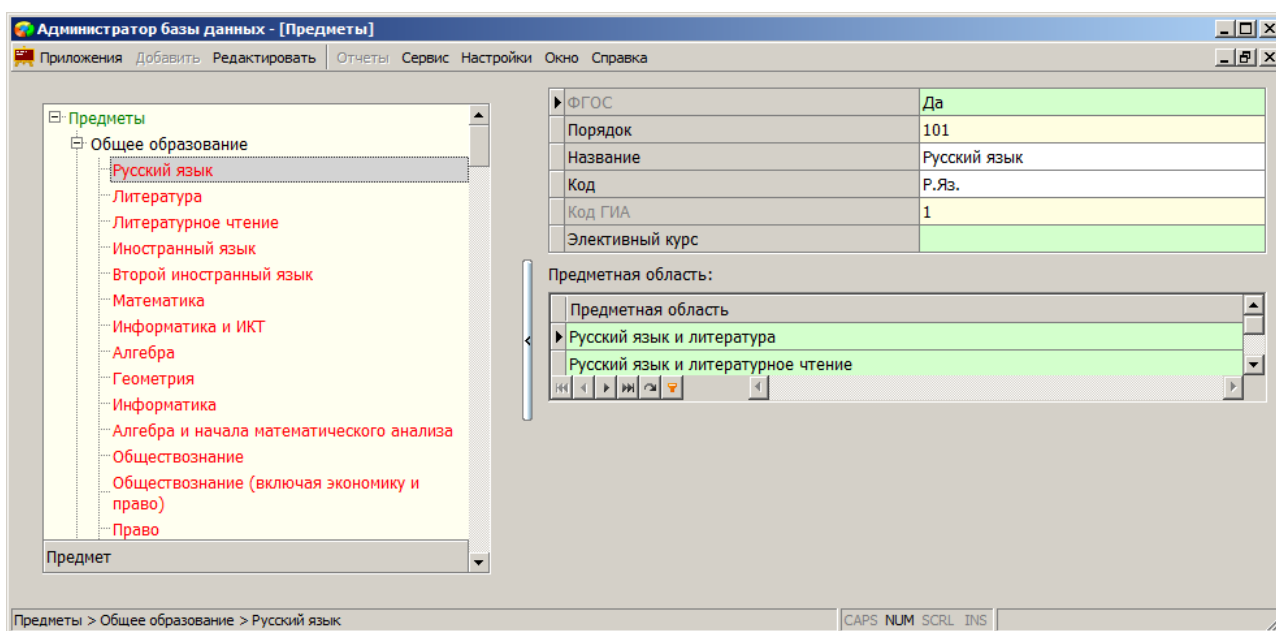 Администратор базы данных - [Предметы]
Приложения Добавить Редактировать Отчеты Сервис Настройки Окно Справка
Предметы
Общее образование
Русский язык
Литература
Литературное чтение
Иностранный язык
Второй иностранный язык
Математика
Информатика и ИКТ
Алгебра
Геометрия
Информатика
Алгебра и начала математического анализа
Обществознание
Обществознание (включая экономику и
право)
Право
Предмет
ФГОС Да
Порядок 101
Название Русский язык
Код Р.Яз.
Код ГИА 1
Элективный курс
Предметная область:
Предметная область
Русский язык и литература
Русский язык и литературное чтение
Предметы > Общее образование > Русский язык CAPS NUM SCRL INS